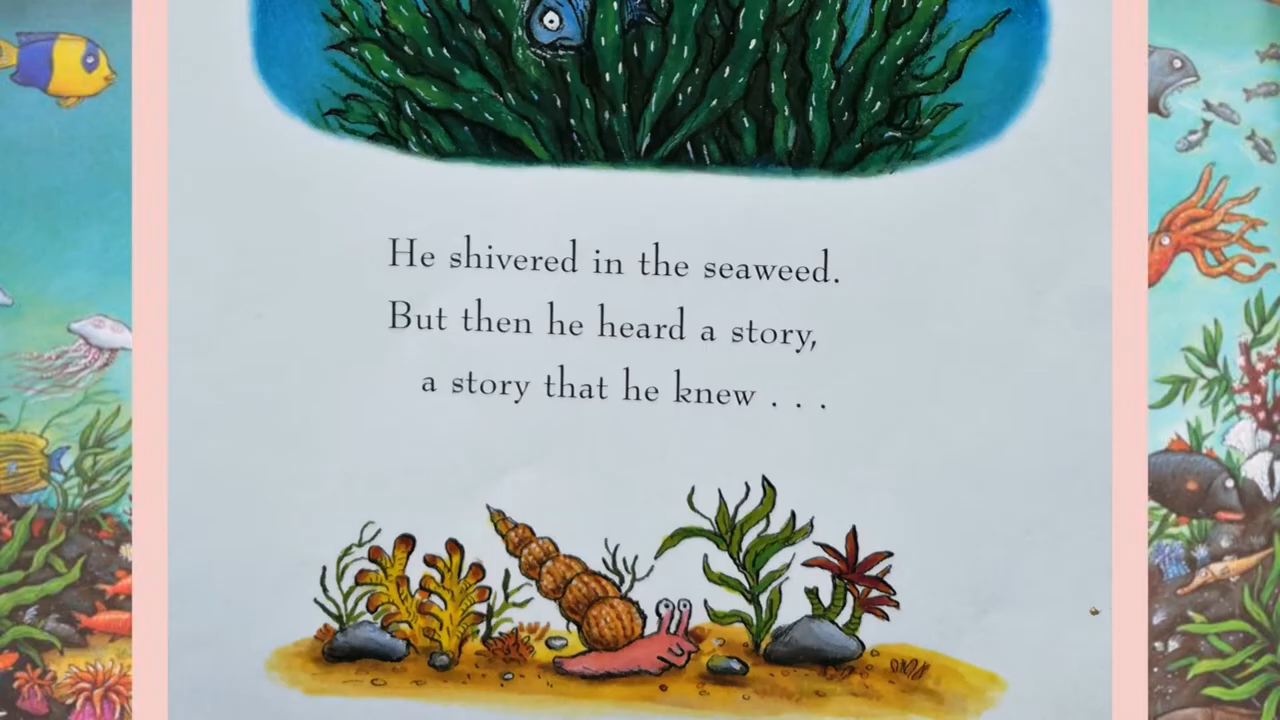 He shivered in the seaweed.
But then he heard a story,
a story that he knew . . .